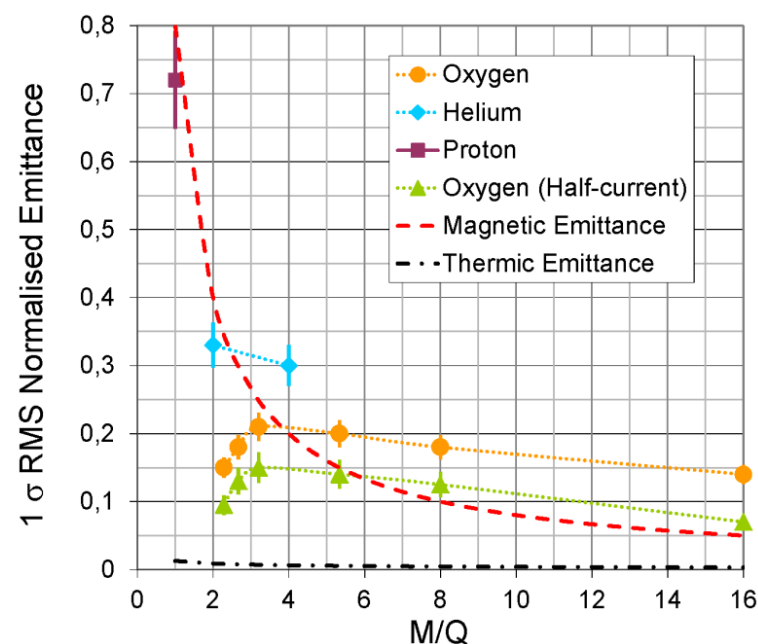 0,8
0,7
0,6
0,5
0,4
0,3
0,2
0,1
0
1 σ RMS Normalised Emittance
Oxygen
Helium
Proton
Oxygen (Half-current)
Magnetic Emittance
Thermic Emittance
0 2 4 6 8 10 12 14 16
M/Q